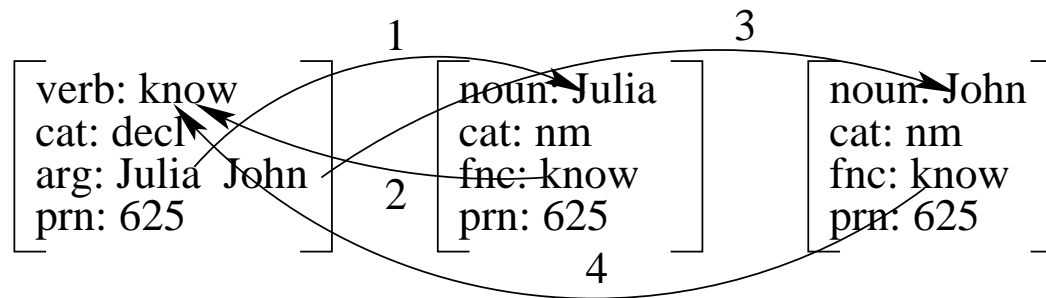 1
3
verb: know
cat: decl
arg: Julia John
prn: 625
noun: Julia
cat: nm
fnc: know
prn: 625
noun: John
cat: nm
fnc: know
prn: 625
2
4